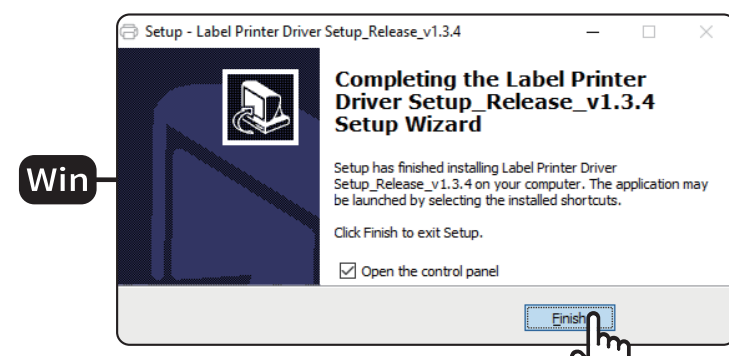 Setup - Label Printer Driver Setup_Release_v1.3.4
Completing the Label Printer
Driver Setup_Release_v1.3.4
Setup Wizard
Win
Setup has finished installing Label Printer Driver
Setup_Release_v1.3.4 on your computer. The application may
be launched by selecting the installed shortcuts.
Click Finish to exit Setup.
Open the control panel
Finish